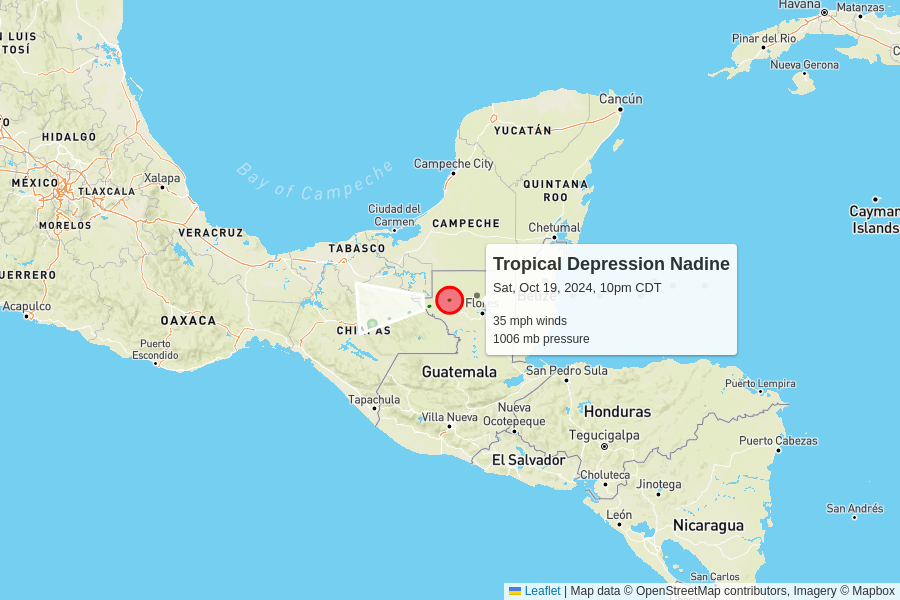 Havana
Matanzas
Pinar del Rio
Nueva Gerona
N LUIS
TOSÍ
Cancún
YUCATÁN
HIDALGO
Campeche City
Bay of Campeche
MÉXICO
TLAXCALA
Xalapa
QUINTANA
ROO
Ciudad del
Carmen
Cayman
Islands
MORELOS
VERACRUZ
CAMPECHE
Chetumal
TABASCO
Tropical Depression Nadine
Sat, Oct 19, 2024, 10pm CDT
35 mph winds
1006 mb pressure
Belize
UERRERO
Acapulco
OAXACA
CHIAPAS
Flores
Puerto
Escondido
Guatemala
San Pedro Sula
Puerto Lempira
Tapachula
Villa Nueva
Nueva
Ocotepeque
Honduras
Tegucigalpa
Puerto Cabezas
El Salvador
Choluteca
Jinotega
León
San Andrés
Nicaragua
San Carlos
Leaflet | Map data © OpenStreetMap contributors, Imagery © Mapbox